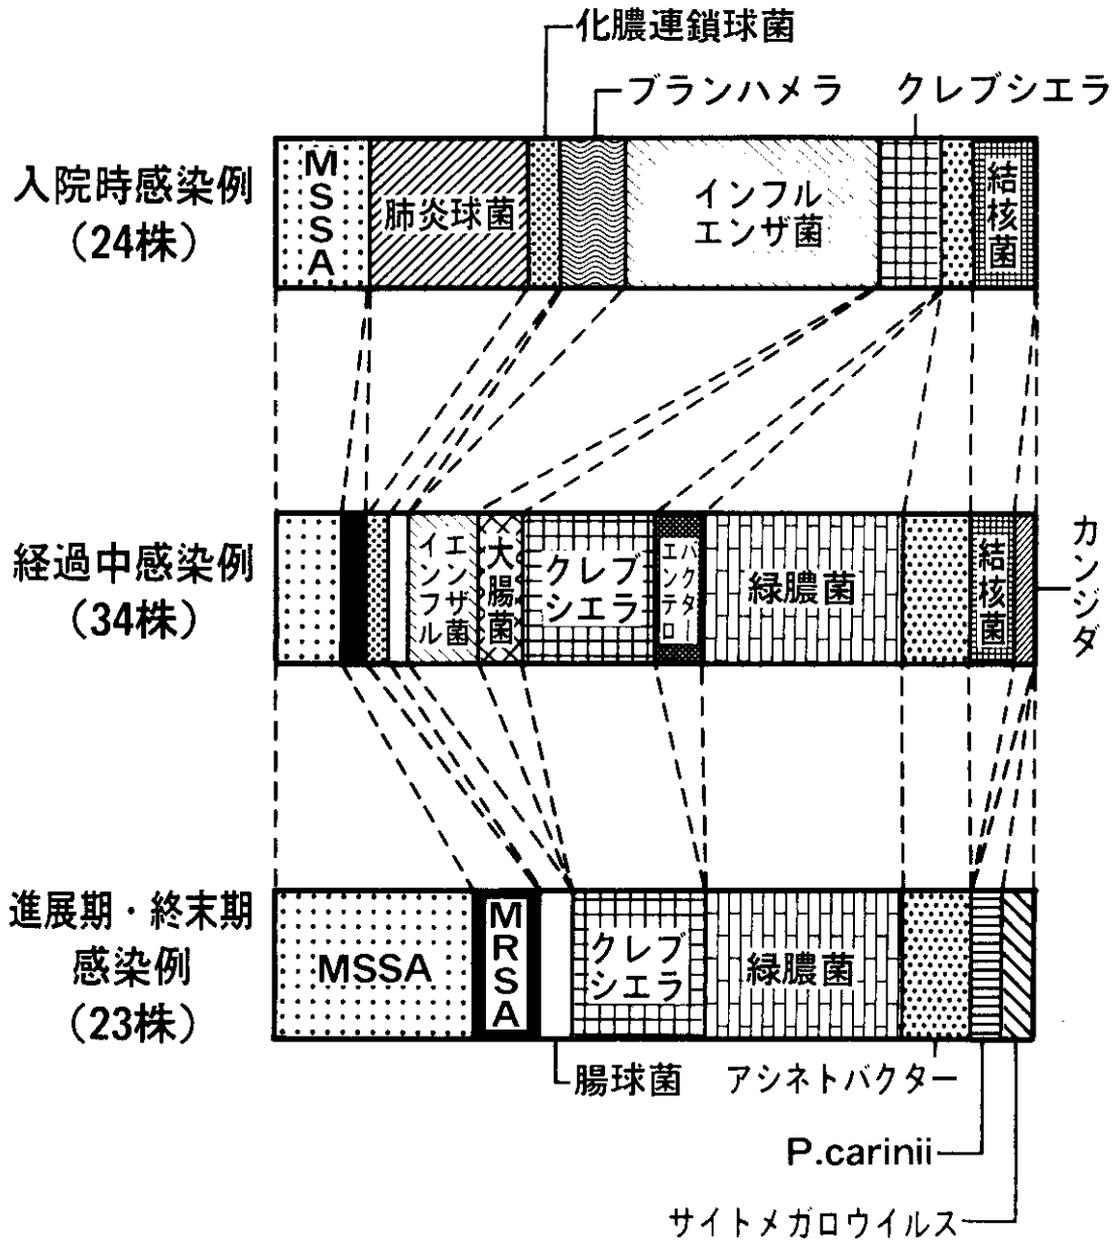 化膿連鎖球菌
ブランハメラ
クレブシエラ
入院時感染例
(24株)
MSSA
肺炎球菌
インフル
エンザ菌
結核菌
経過中感染例
(34株)
インフル
エンザ菌
大腸菌
クレブ
シエラ
エンテロ
バクター
緑膿菌
結核菌
カンジダ
進展期・終末期
感染例
(23株)
MSSA
MRSA
クレブ
シエラ
緑膿菌
腸球菌
アシネトバクター
P.carinii
サイトメガロウイルス